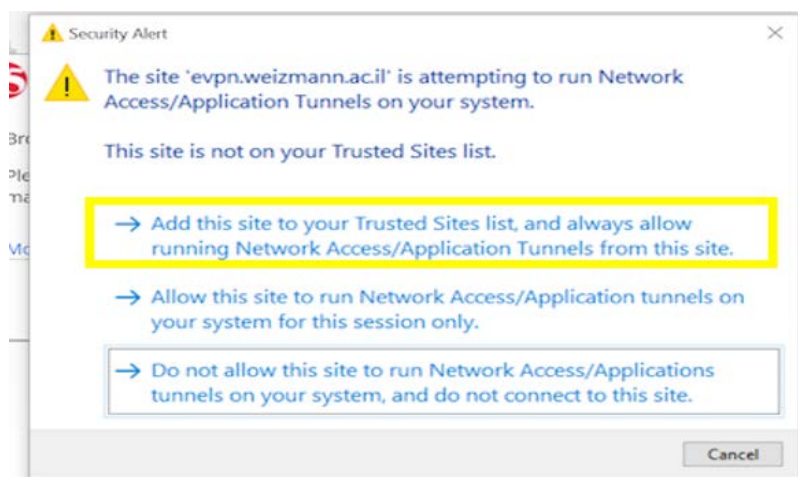 Security Alert
The site 'evpn.weizmann.ac.il' is attempting to run Network
Access/Application Tunnels on your system.
This site is not on your Trusted Sites list.
Add this site to your Trusted Sites list, and always allow
running Network Access/Application Tunnels from this site.
Allow this site to run Network Access/Application tunnels on
your system for this session only.
Do not allow this site to run Network Access/Applications
tunnels on your system, and do not connect to this site.
Cancel